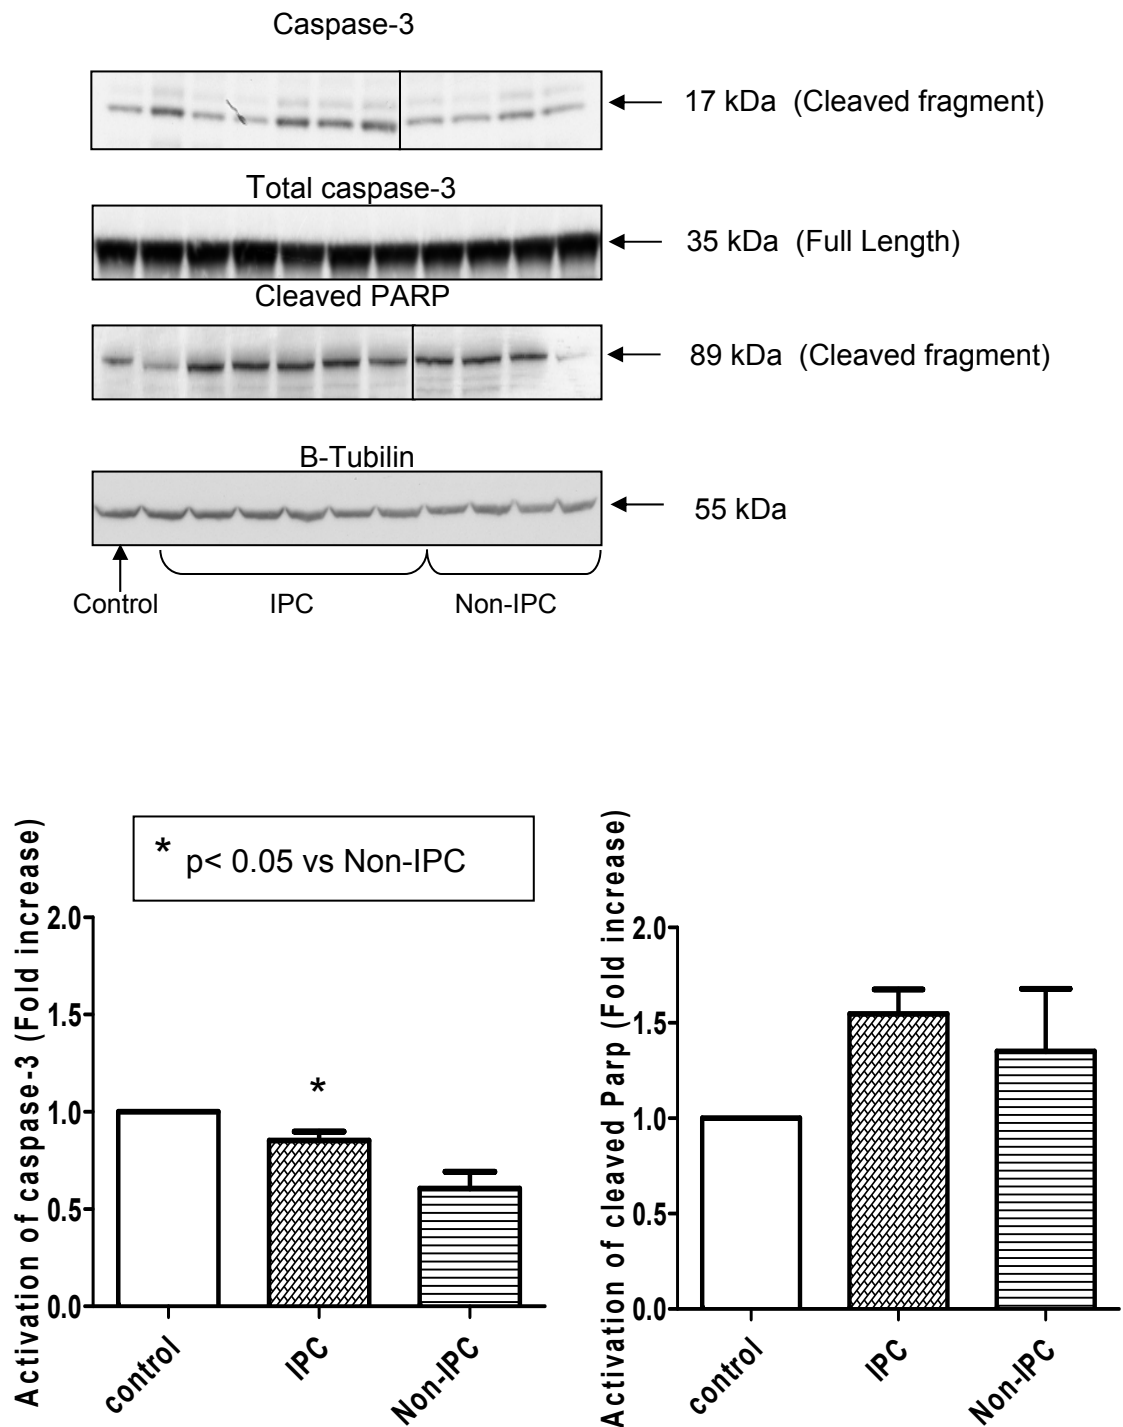 Caspase-3
17 kDa (Cleaved fragment)
Total caspase-3
35 kDa (Full Length)
Cleaved PARP
89 kDa (Cleaved fragment)
B-Tubilin
55 kDa
Control
IPC
Non-IPC
* p< 0.05 vs Non-IPC
Activation of caspase-3 (Fold increase)
2.0
1.5
1.0
0.5
0.0
*
control
IPC
Non-IPC
Activation of cleaved Parp (Fold increase)
2.0
1.5
1.0
0.5
0.0
control
IPC
Non-IPC